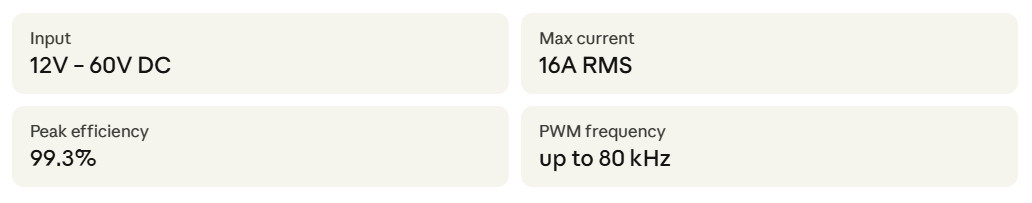 Input
12V – 60V DC
Max current
16A RMS
Peak efficiency
99.3%
PWM frequency
up to 80 kHz